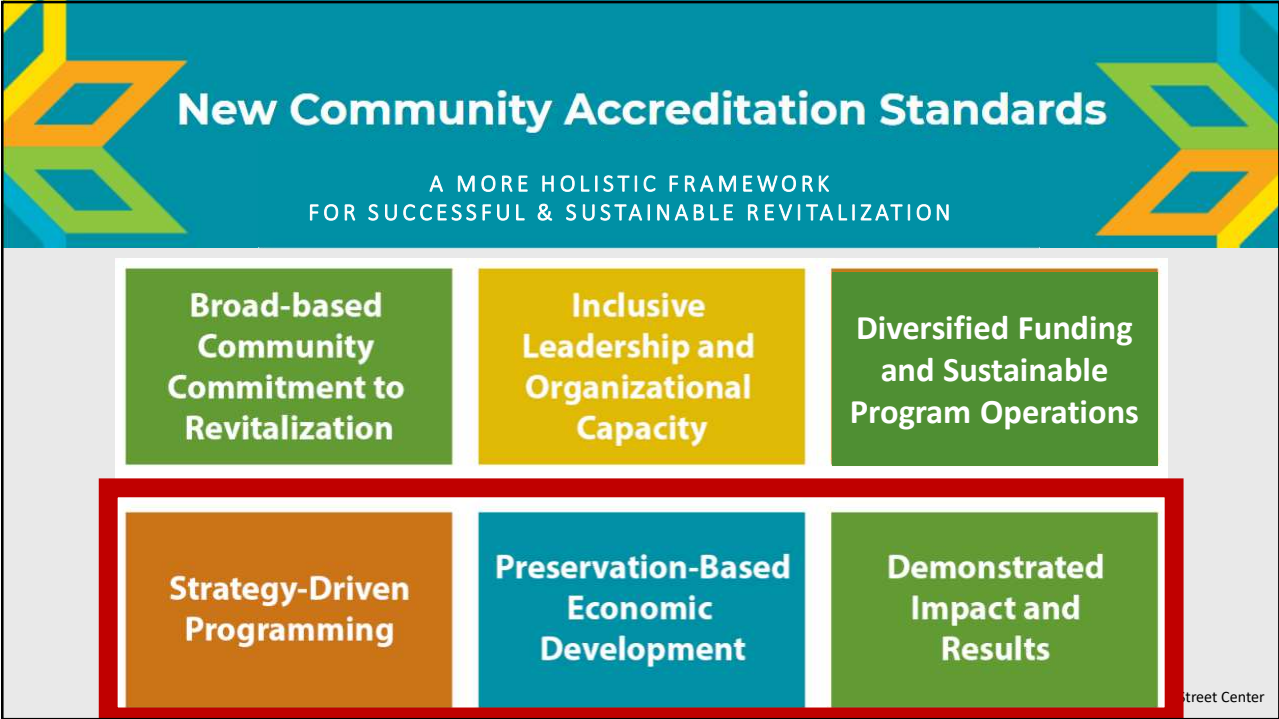 New Community Accreditation Standards
A MORE HOLISTIC FRAMEWORK
FOR SUCCESSFUL & SUSTAINABLE REVITALIZATION
Broad-based
Community
Commitment to
Revitalization
Inclusive
Leadership and
Organizational
Capacity
Diversified Funding
and Sustainable
Program Operations
Strategy-Driven
Programming
Preservation-Based
Economic
Development
Demonstrated
Impact and
Results
Street Center